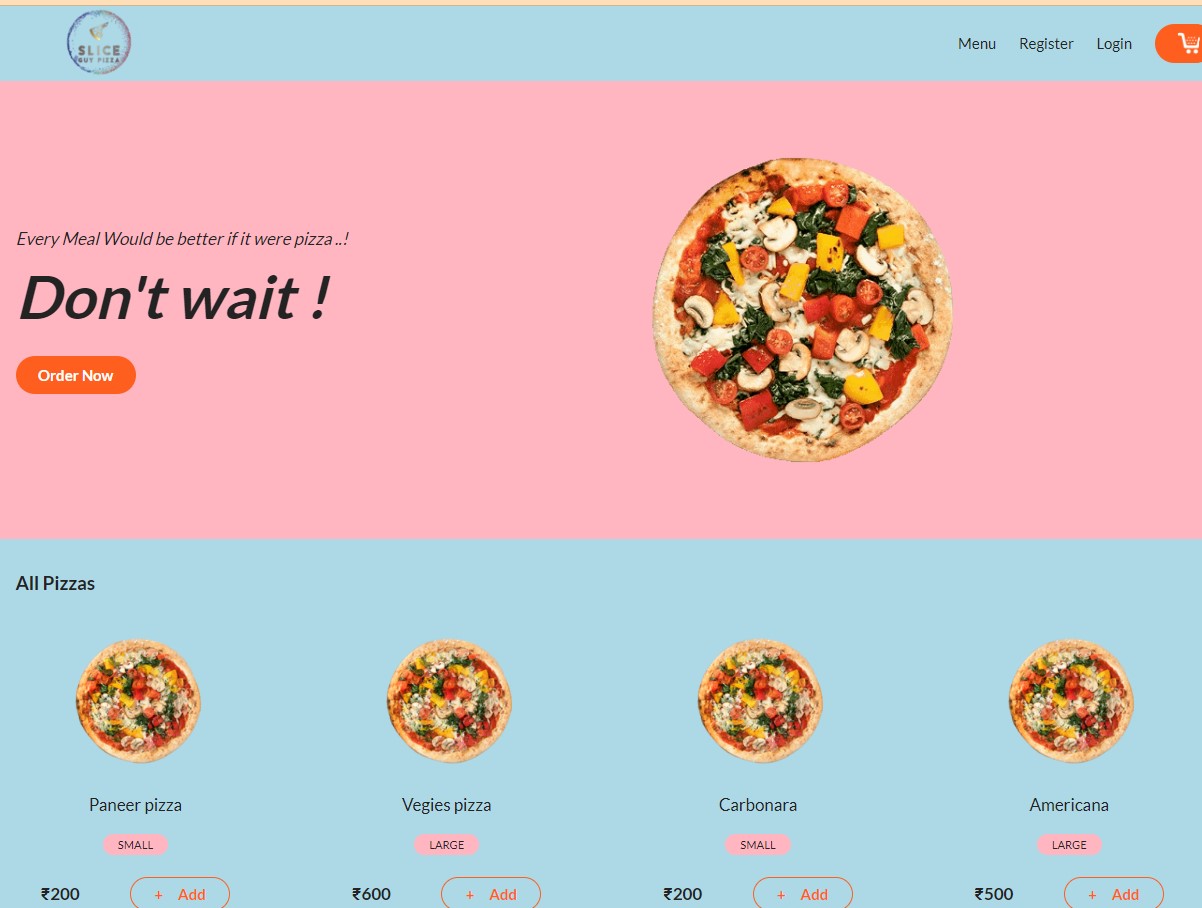 SLICE
GUY PIZZA
Menu Register Login
Every Meal Would be better if it were pizza ..!
Don't wait !
Order Now
All Pizzas
Paneer pizza Vegies pizza Carbonara Americana
SMALL LARGE SMALL LARGE
₹200 + Add ₹600 + Add ₹200 + Add ₹500 + Add